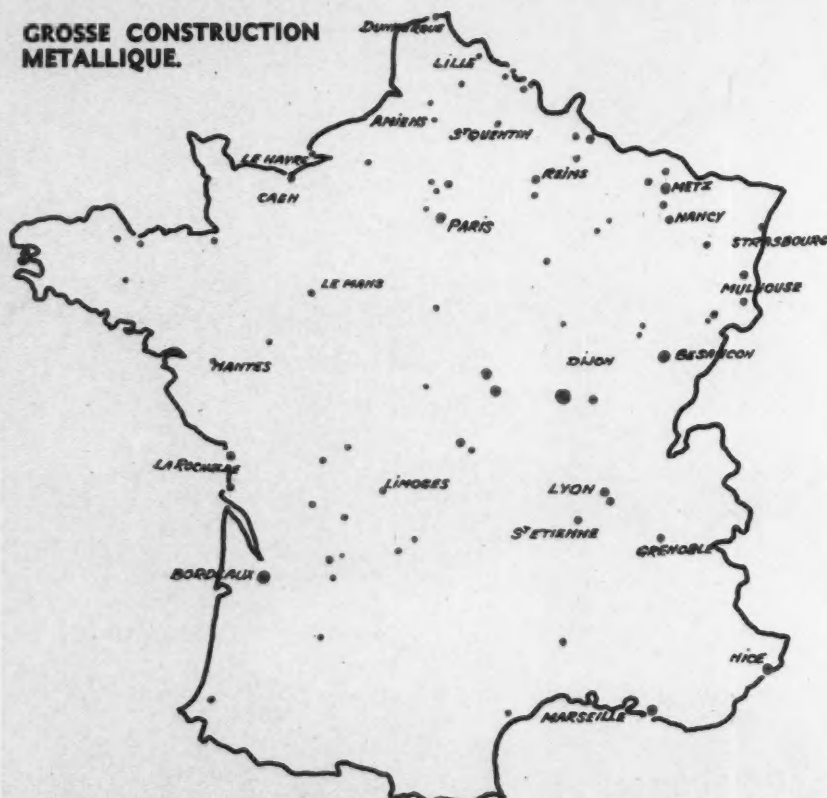 GROSSE CONSTRUCTION
METALLIQUE.
DUNKERQUE
LILLE
AMIENS
ST QUENTIN
LE HAVRE
CAEN
REIMS
METZ
NANCY
PARIS
STRASBOURG
LE MANS
MULHOUSE
NANTES
DIJON
BESANCON
LA ROCHELLE
LIMOGES
LYON
ST ETIENNE
GRENOBLE
BORDEAUX
NICE
MARSEILLE